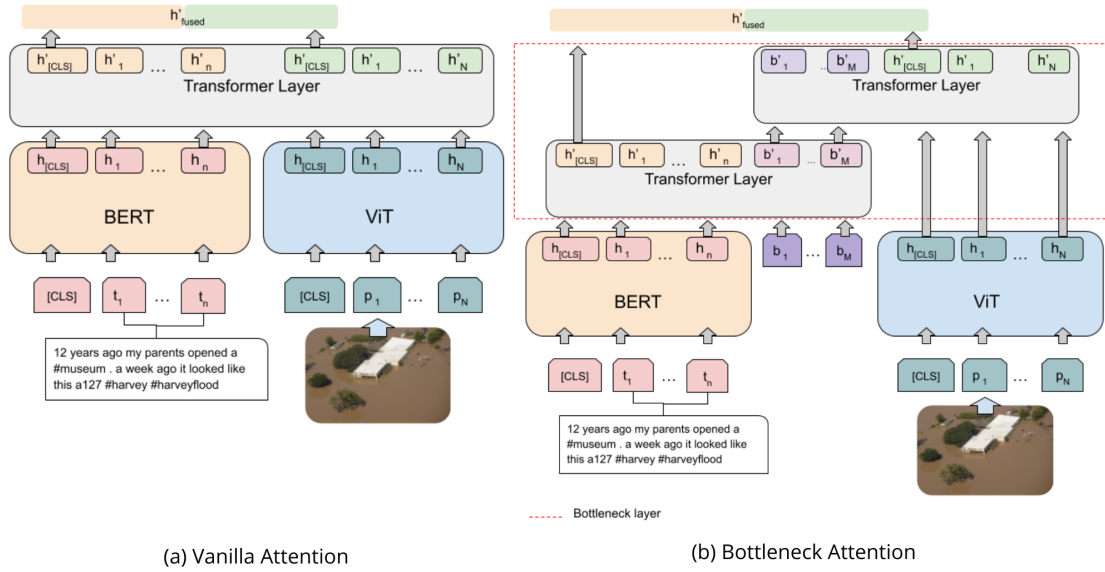 h'fused
h'[CLS] h'1 ... h'n h'[CLS] h'1 ... h'N
Transformer Layer
h[CLS] h1 ... hn h[CLS] h1 ... hN
BERT ViT
[CLS] t1 ... tn [CLS] p1 ... pN
12 years ago my parents opened a
#museum . a week ago it looked like
this a127 #harvey #harveyflood
(a) Vanilla Attention
h'fused
b'1 .. b'M h'[CLS] h'1 h'N
Transformer Layer
h'[CLS] h'1 ... h'n b'1 ... b'M
Transformer Layer
h[CLS] h1 ... hn b1 ... bM h[CLS] h1 ... hN
BERT ViT
[CLS] t1 ... tn [CLS] p1 ... pN
12 years ago my parents opened a
#museum . a week ago it looked like
this a127 #harvey #harveyflood
Bottleneck layer
(b) Bottleneck Attention